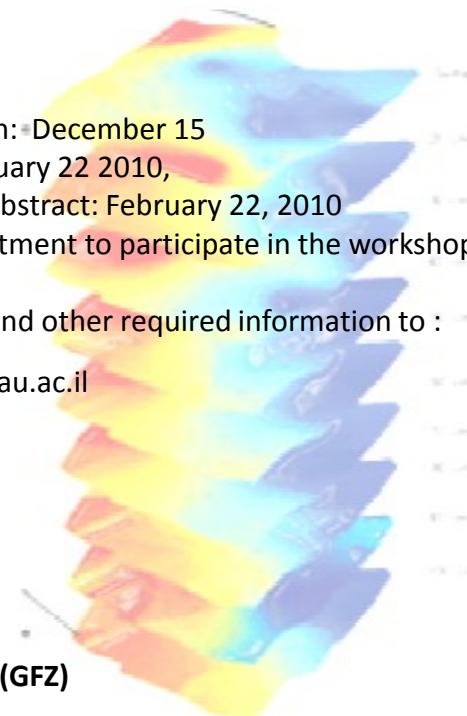 n: December 15
uary 22 2010,
bstract: February 22, 2010
tment to participate in the workshop
nd other required information to :
au.ac.il
(GFZ)